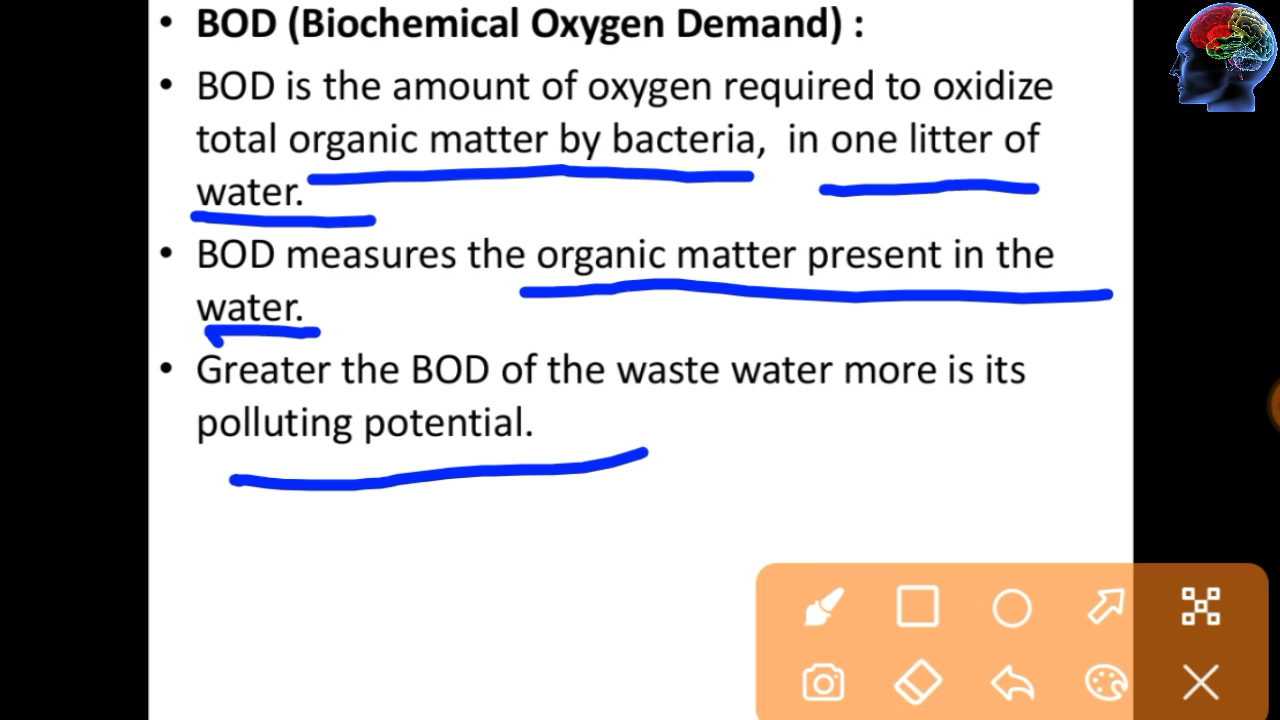 • BOD (Biochemical Oxygen Demand) :
• BOD is the amount of oxygen required to oxidize
total organic matter by bacteria, in one litter of
water.
• BOD measures the organic matter present in the
water.
• Greater the BOD of the waste water more is its
polluting potential.